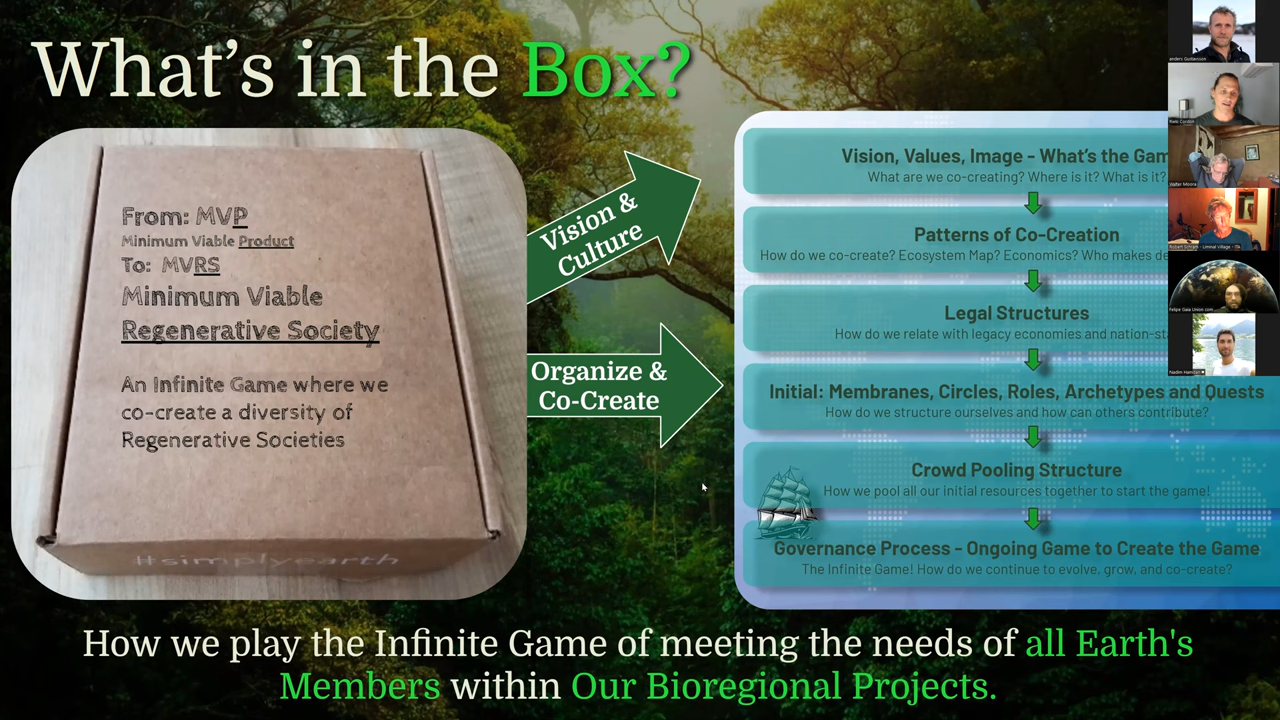 What's in the Box?
From: MVP
Minimum Viable Product
To: MVRS
Minimum Viable
Regenerative Society
An Infinite Game where we
co-create a diversity of
Regenerative Societies
#simplyearth
Vision &
Culture
Organize &
Co-Create
Vision, Values, Image - What's the Gam
What are we co-creating? Where is it? What is it?
Patterns of Co-Creation
How do we co-create? Ecosystem Map? Economics? Who makes de
Legal Structures
How do we relate with legacy economies and nation-st
Initial: Membranes, Circles, Roles, Archetypes and Quests
How do we structure ourselves and how can others contribute?
Crowd Pooling Structure
How we pool all our initial resources together to start the game!
Governance Process - Ongoing Game to Create the Game
The Infinite Game! How do we continue to evolve, grow, and co-create?
How we play the Infinite Game of meeting the needs of all Earth's
Members within Our Bioregional Projects.
Walter Moora